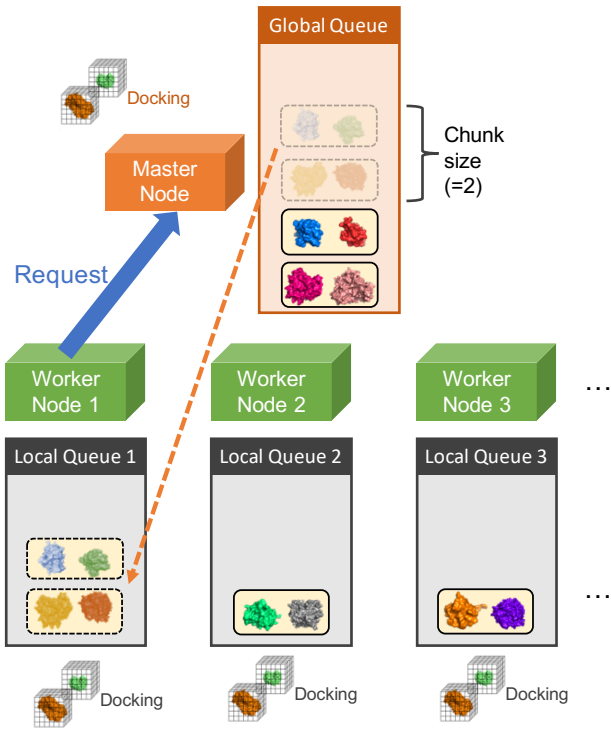 Global Queue
Docking
Chunk
size
(=2)
Master
Node
Request
Worker
Node 1
Worker
Node 2
Worker
Node 3
...
Local Queue 1
Local Queue 2
Local Queue 3
...
Docking
Docking
Docking